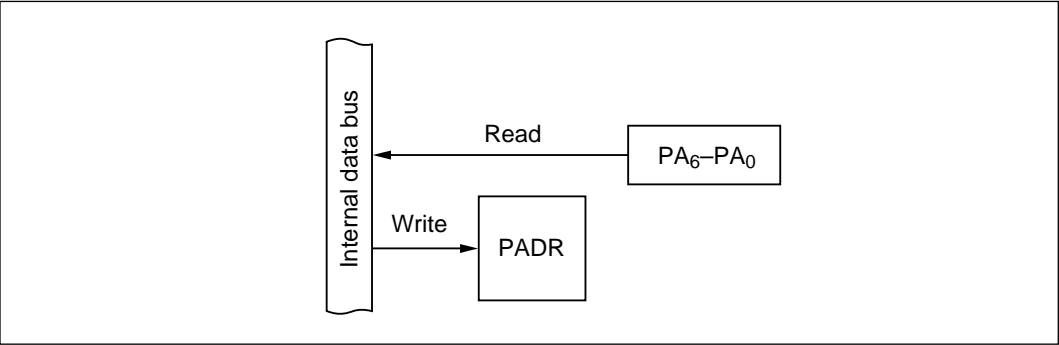 Internal data bus
Read
PA₆–PA₀
Write
PADR